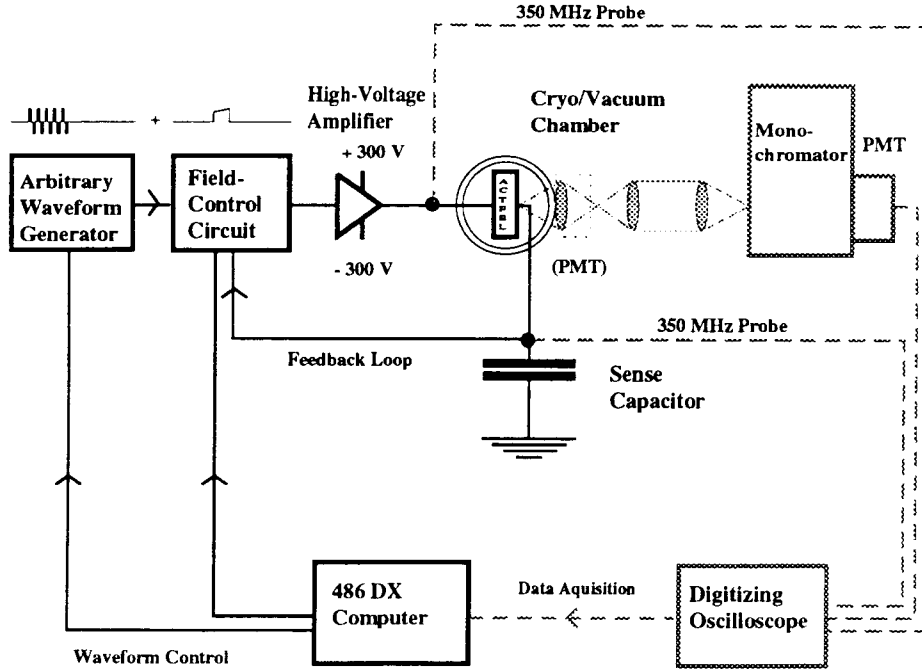 350 MHz Probe
High-Voltage
Amplifier
Cryo/Vacuum
Chamber
+
+ 300 V
Mono-
chromator
PMT
Arbitrary
Waveform
Generator
Field-
Control
Circuit
ACTFEL
- 300 V
(PMT)
350 MHz Probe
Feedback Loop
Sense
Capacitor
486 DX
Computer
Data Aquisition
Digitizing
Oscilloscope
Waveform Control